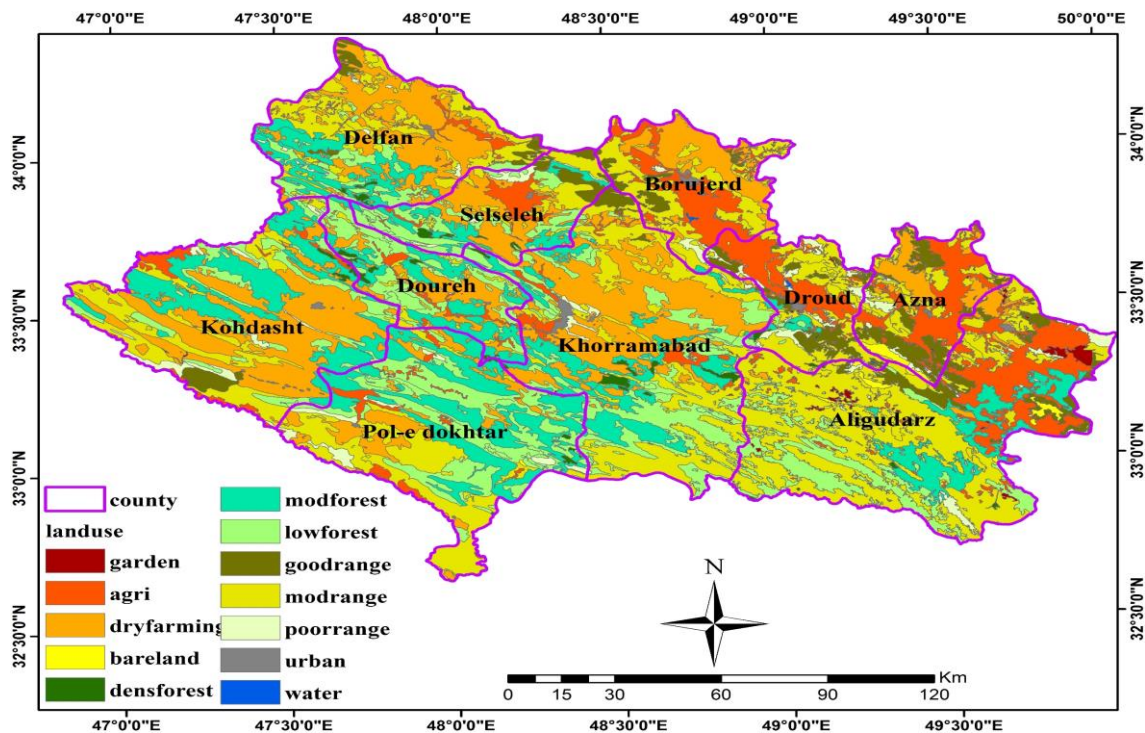 47°0'0"E 47°30'0"E 48°0'0"E 48°30'0"E 49°0'0"E 49°30'0"E 50°0'0"E
34°0'0"N
33°30'0"N
33°0'0"N
32°30'0"N
34°0'0"N
33°30'0"N
33°0'0"N
32°30'0"N
Delfan
Borujerd
Selseleh
Doureh
Droud
Azna
Kohdasht
Khorramabad
Aligudarz
Pol-e dokhtar
county
landuse
garden
agri
dryfarming
bareland
densforest
modforest
lowforest
goodrange
modrange
poorrange
urban
water
N
Km
0 15 30 60 90 120
47°0'0"E 47°30'0"E 48°0'0"E 48°30'0"E 49°0'0"E 49°30'0"E